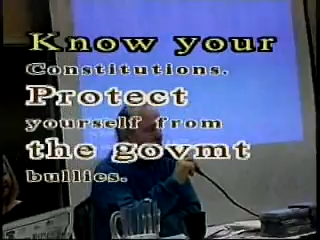 Know your
Constitutions.
Protect
yourself from
the govmt
bullies.